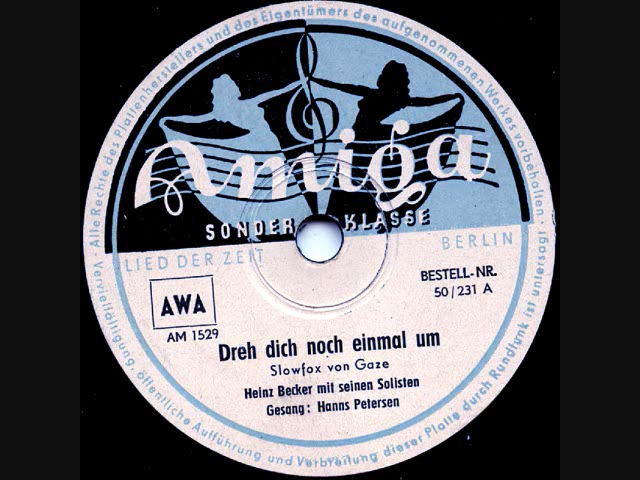 Alle Rechte des Plattenherstellers und des Eigentümers des aufgenommenen Werkes vorbehalten ·
Vervielfältigung, öffentliche Aufführung und Verbreitung dieser Platte durch Rundfunk ist untersagt ·
Amiga
SONDER KLASSE
LIED DER ZEIT BERLIN
AWA
AM 1529
BESTELL-NR.
50/231 A
Dreh dich noch einmal um
Slowfox von Gaze
Heinz Becker mit seinen Solisten
Gesang: Hanns Petersen